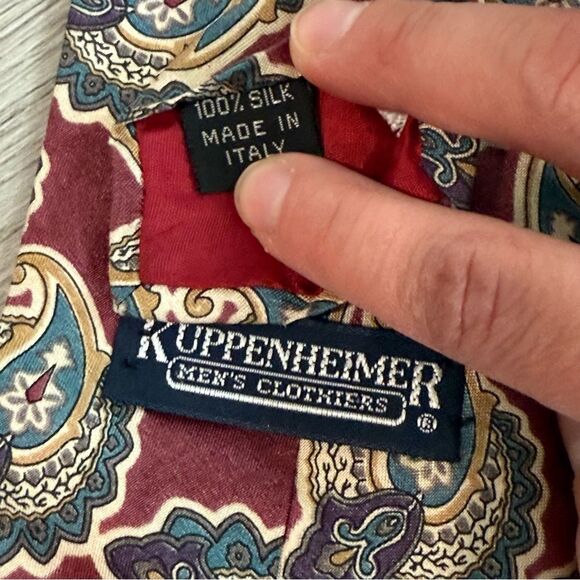 100% SILK
MADE IN
ITALY
KUPPENHEIMER
MEN'S CLOTHIERS
®